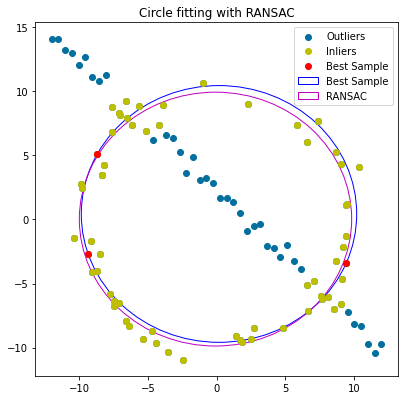 Circle fitting with RANSAC
Outliers
Inliers
Best Sample
Best Sample
RANSAC
15
10
5
0
−5
−10
−10
−5
0
5
10